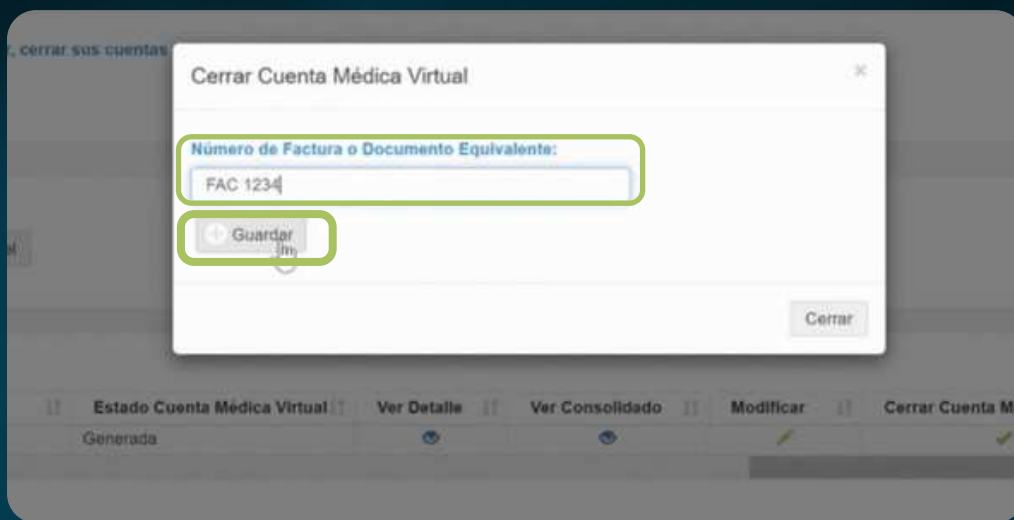 , cerrar sus cuentas
Cerrar Cuenta Médica Virtual
×
Número de Factura o Documento Equivalente:
FAC 1234
Guardar
Cerrar
Estado Cuenta Médica Virtual Ver Detalle Ver Consolidado Modificar Cerrar Cuenta M
Generada